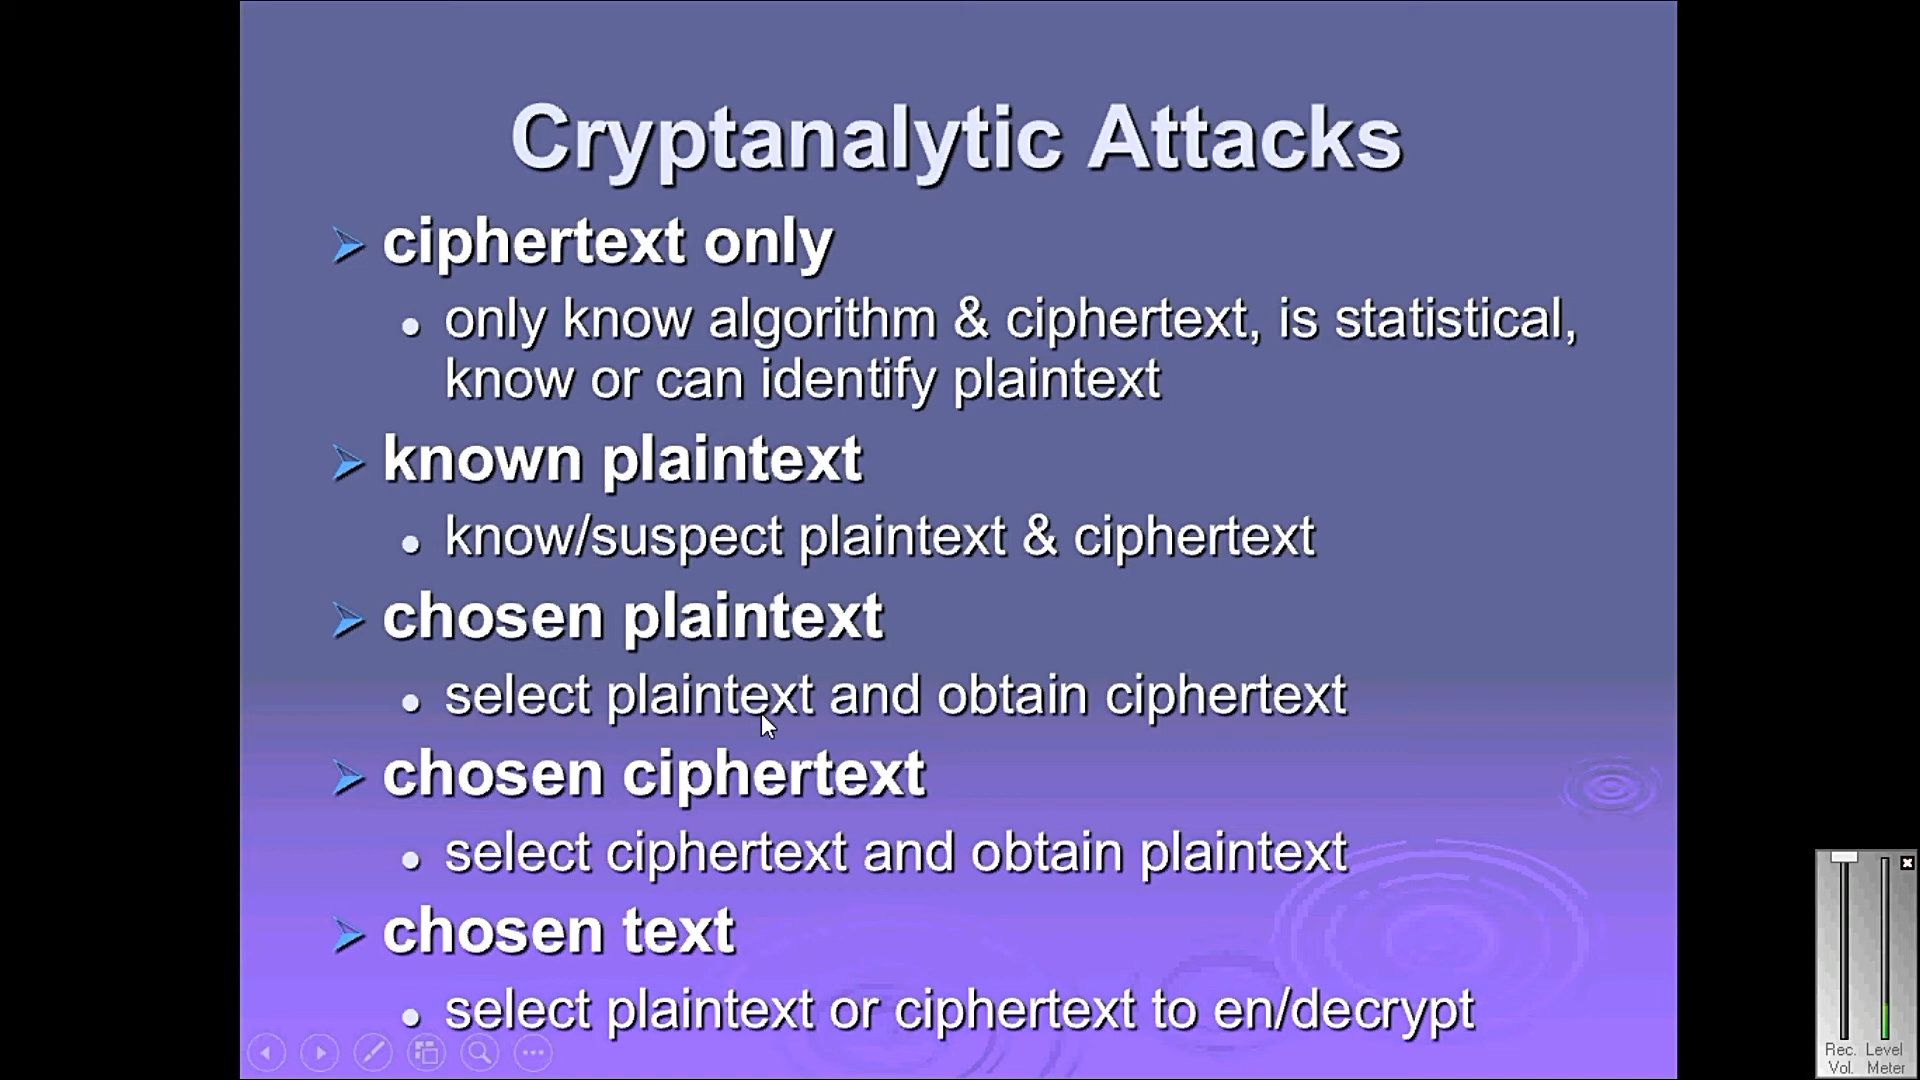 Cryptanalytic Attacks
ciphertext only
only know algorithm & ciphertext, is statistical,
know or can identify plaintext
known plaintext
know/suspect plaintext & ciphertext
chosen plaintext
select plaintext and obtain ciphertext
chosen ciphertext
select ciphertext and obtain plaintext
chosen text
select plaintext or ciphertext to en/decrypt
Rec. Level
Vol. Meter